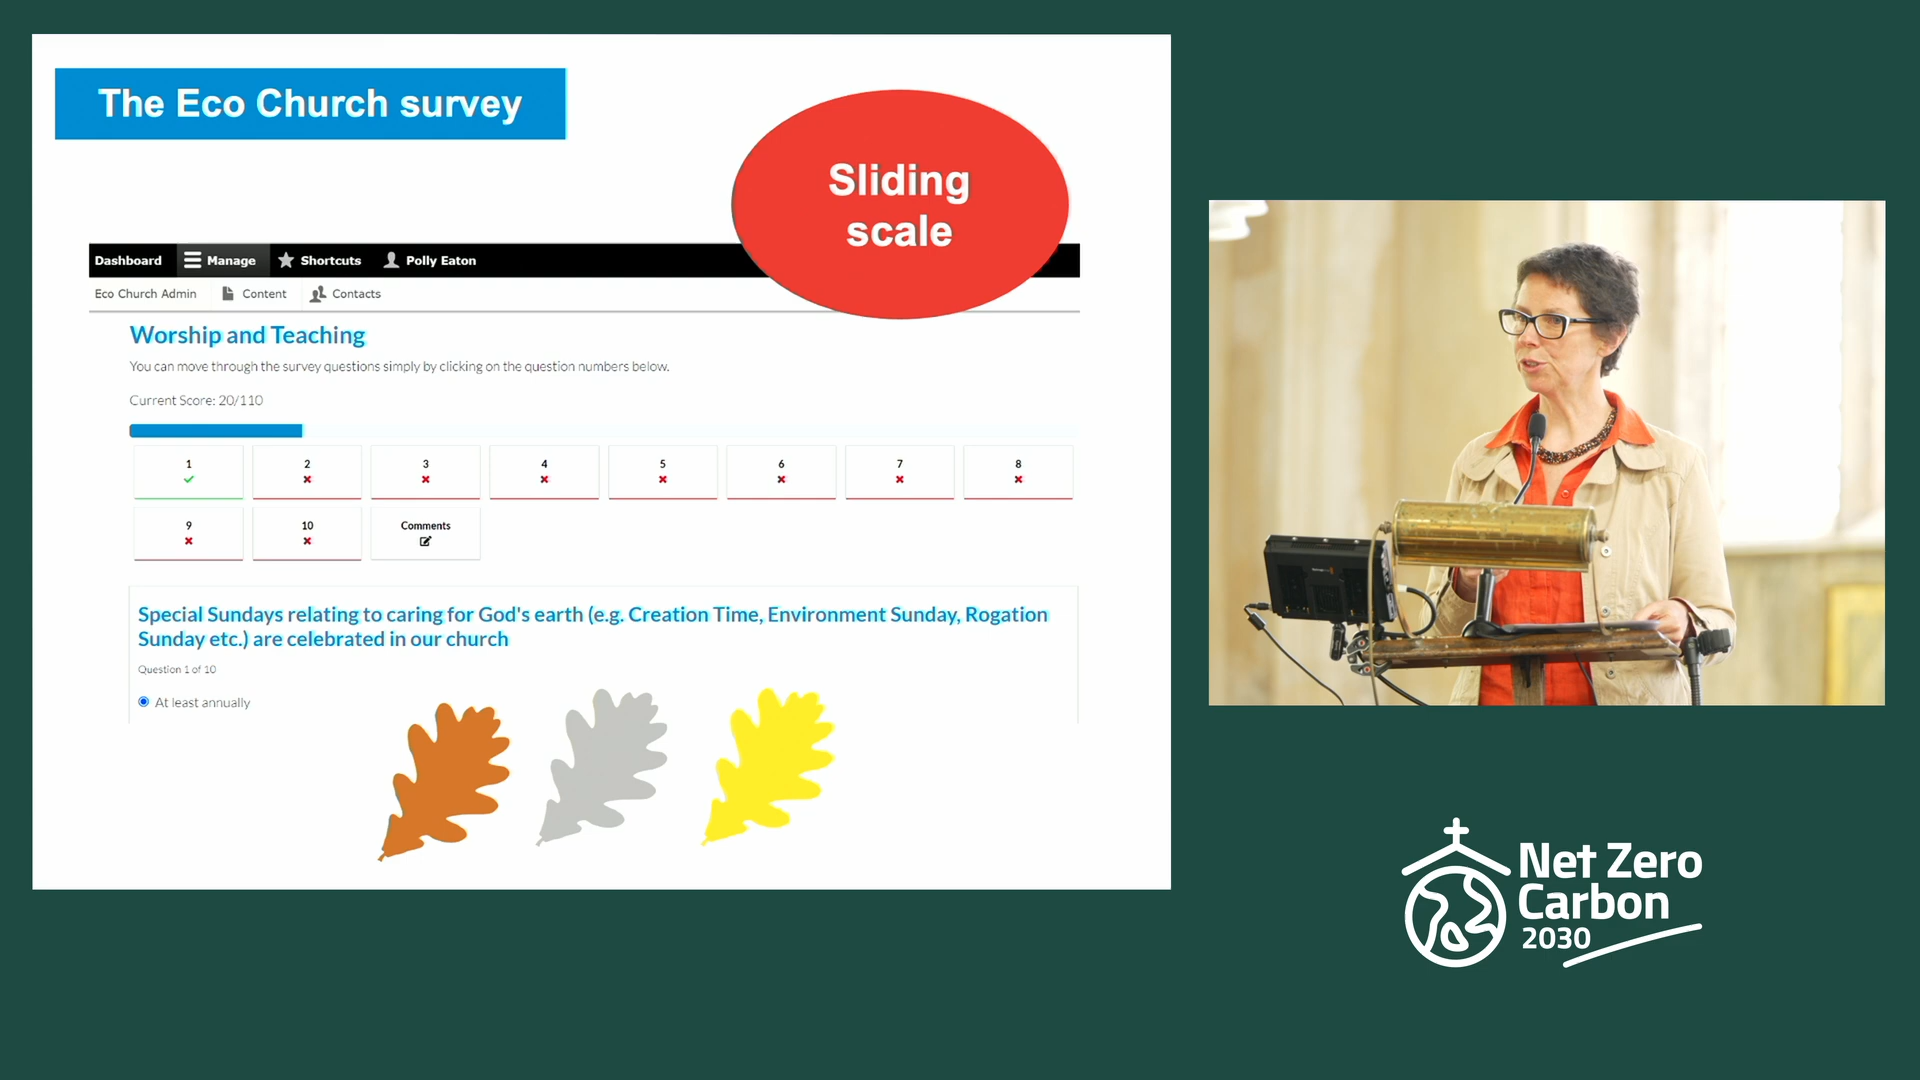 The Eco Church survey
Sliding
scale
Dashboard Manage Shortcuts Polly Eaton
Eco Church Admin Content Contacts
Worship and Teaching
You can move through the survey questions simply by clicking on the question numbers below.
Current Score: 20/110
1 2 3 4 5 6 7 8
9 10 Comments
Special Sundays relating to caring for God's earth (e.g. Creation Time, Environment Sunday, Rogation
Sunday etc.) are celebrated in our church
Question 1 of 10
At least annually
Net Zero
Carbon
2030